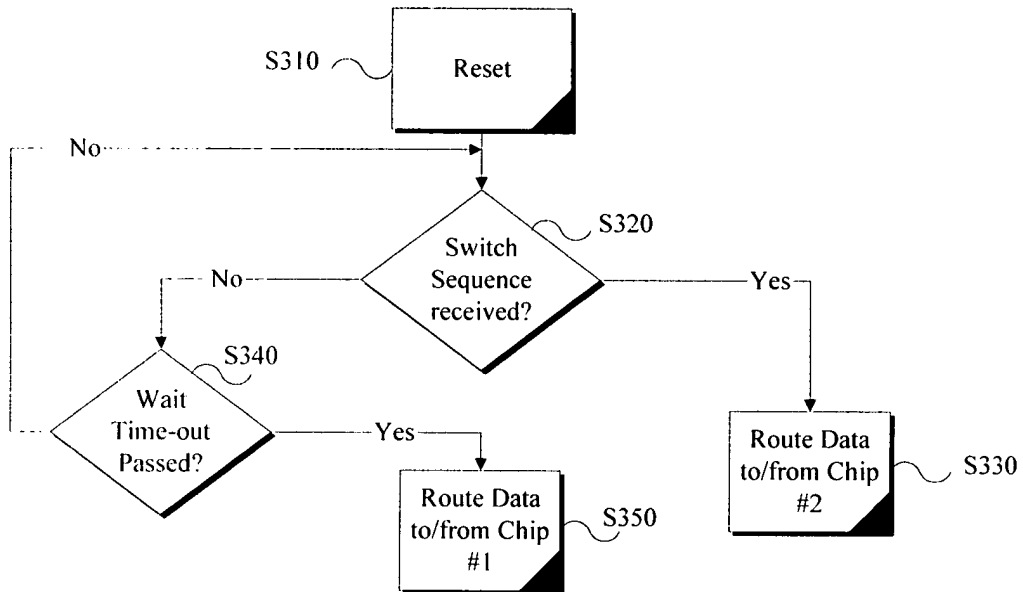 S310
Reset
No
S320
Switch
Sequence
received?
No
Yes
S340
Wait
Time-out
Passed?
Yes
Route Data
to/from Chip
#2
S330
Route Data
to/from Chip
#1
S350